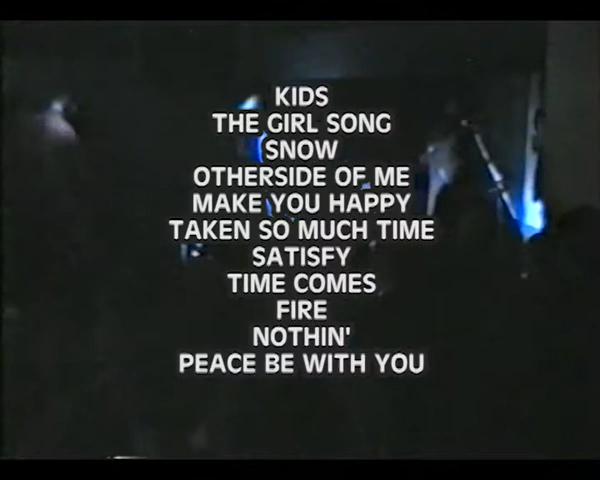 KIDS
THE GIRL SONG
SNOW
OTHERSIDE OF ME
MAKE YOU HAPPY
TAKEN SO MUCH TIME
SATISFY
TIME COMES
FIRE
NOTHIN'
PEACE BE WITH YOU